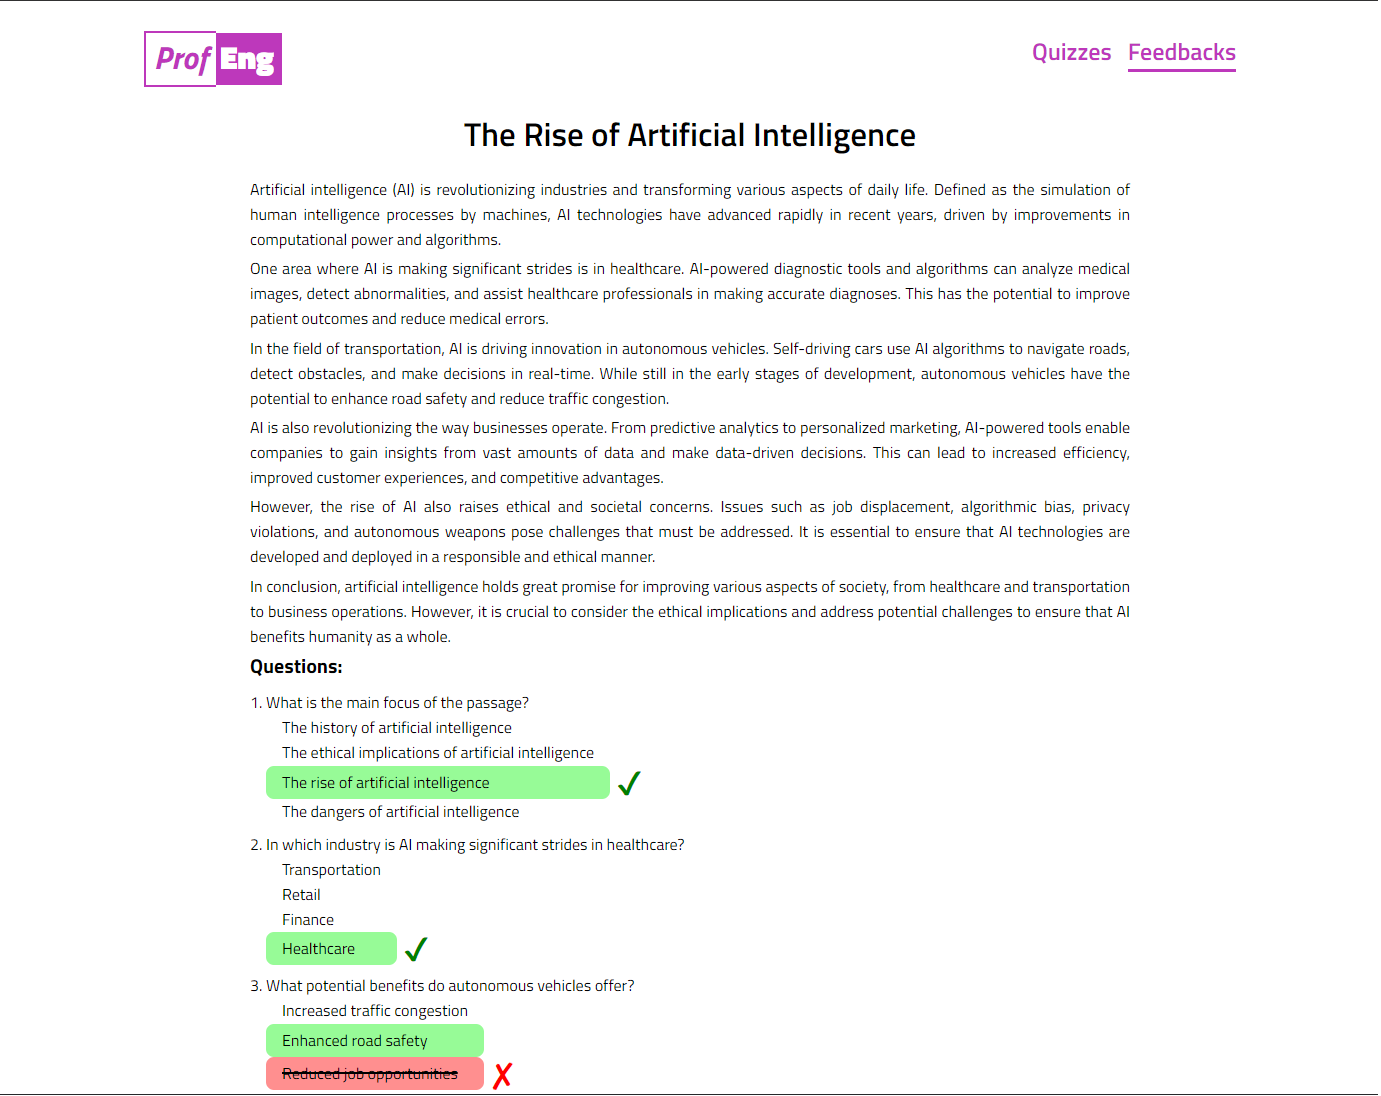 Prof Eng
Quizzes Feedbacks
The Rise of Artificial Intelligence
Artificial intelligence (AI) is revolutionizing industries and transforming various aspects of daily life. Defined as the simulation of
human intelligence processes by machines, AI technologies have advanced rapidly in recent years, driven by improvements in
computational power and algorithms.
One area where AI is making significant strides is in healthcare. AI-powered diagnostic tools and algorithms can analyze medical
images, detect abnormalities, and assist healthcare professionals in making accurate diagnoses. This has the potential to improve
patient outcomes and reduce medical errors.
In the field of transportation, AI is driving innovation in autonomous vehicles. Self-driving cars use AI algorithms to navigate roads,
detect obstacles, and make decisions in real-time. While still in the early stages of development, autonomous vehicles have the
potential to enhance road safety and reduce traffic congestion.
AI is also revolutionizing the way businesses operate. From predictive analytics to personalized marketing, AI-powered tools enable
companies to gain insights from vast amounts of data and make data-driven decisions. This can lead to increased efficiency,
improved customer experiences, and competitive advantages.
However, the rise of AI also raises ethical and societal concerns. Issues such as job displacement, algorithmic bias, privacy
violations, and autonomous weapons pose challenges that must be addressed. It is essential to ensure that AI technologies are
developed and deployed in a responsible and ethical manner.
In conclusion, artificial intelligence holds great promise for improving various aspects of society, from healthcare and transportation
to business operations. However, it is crucial to consider the ethical implications and address potential challenges to ensure that AI
benefits humanity as a whole.
Questions:
1. What is the main focus of the passage?
The history of artificial intelligence
The ethical implications of artificial intelligence
The rise of artificial intelligence ✓
The dangers of artificial intelligence
2. In which industry is AI making significant strides in healthcare?
Transportation
Retail
Finance
Healthcare ✓
3. What potential benefits do autonomous vehicles offer?
Increased traffic congestion
Enhanced road safety
Reduced job opportunities ✗